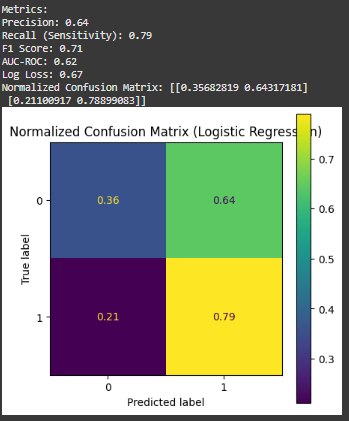 Metrics:
Precision: 0.64
Recall (Sensitivity): 0.79
F1 Score: 0.71
AUC-ROC: 0.62
Log Loss: 0.67
Normalized Confusion Matrix: [[0.35682819 0.64317181]
[0.21100917 0.78899083]]
Normalized Confusion Matrix (Logistic Regression)
0.7
0.6
0.5
0.4
0.3
0
0.36
0.64
True label
1
0.21
0.79
0
1
Predicted label